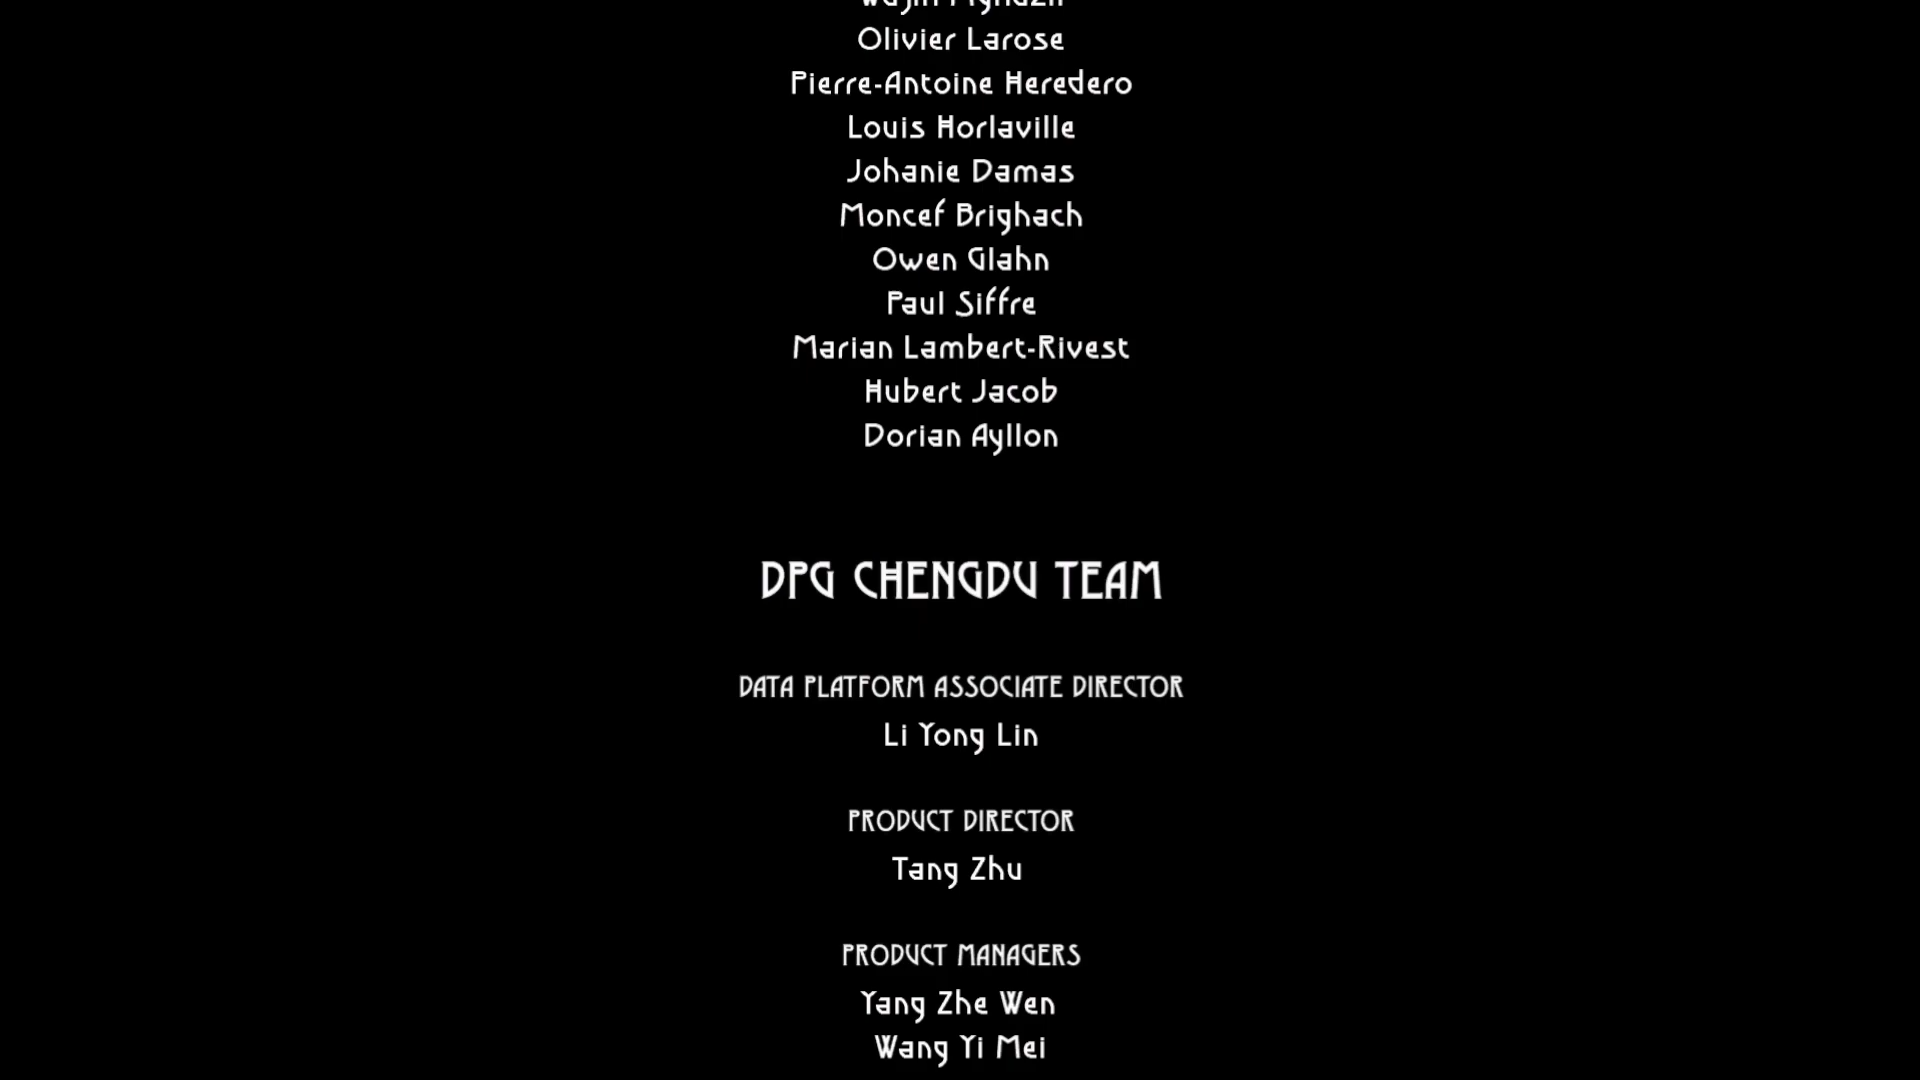 Olivier Larose
Pierre-Antoine Heredero
Louis Horlaville
Johanie Damas
Moncef Brighach
Owen Glahn
Paul Siffre
Marian Lambert-Rivest
Hubert Jacob
Dorian Ayllon
DPG CHENGDU TEAM
DATA PLATFORM ASSOCIATE DIRECTOR
Li Yong Lin
PRODUCT DIRECTOR
Tang Zhu
PRODUCT MANAGERS
Yang Zhe Wen
Wang Yi Mei